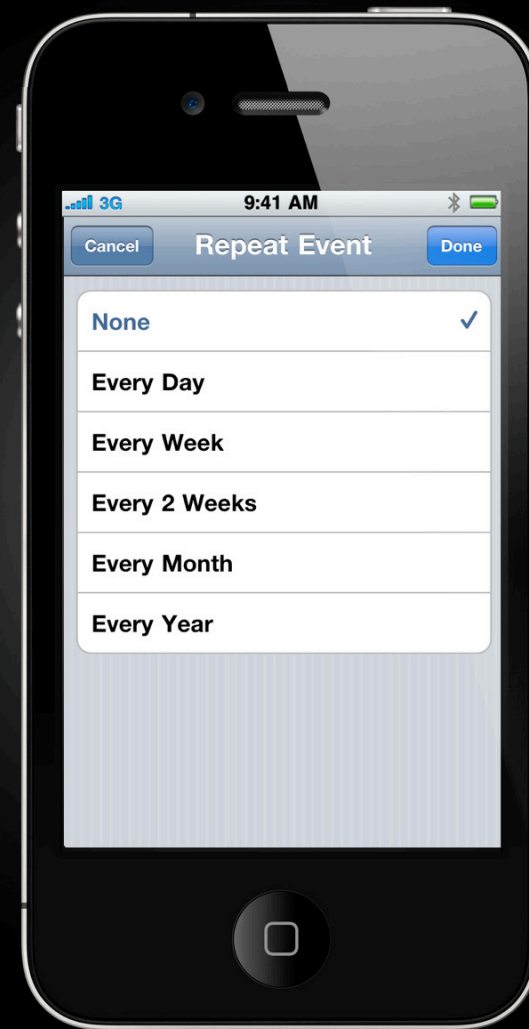 3G 9:41 AM
Cancel Repeat Event Done
None
Every Day
Every Week
Every 2 Weeks
Every Month
Every Year